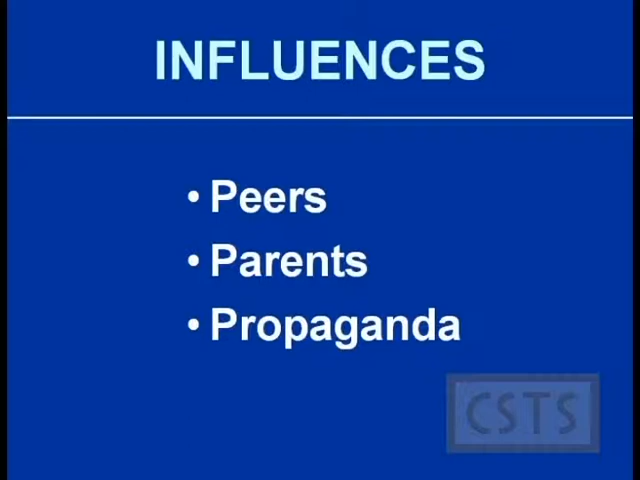 INFLUENCES
• Peers
• Parents
• Propaganda
CSTS